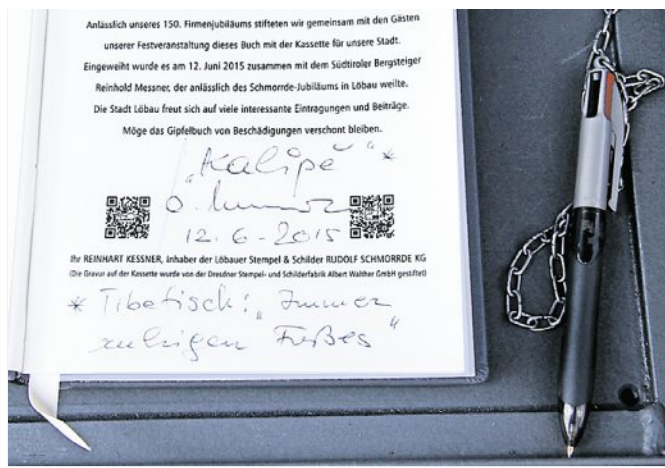 Anlässlich unseres 150. Firmenjubiläums stifteten wir gemeinsam mit den Gästen
unserer Festveranstaltung dieses Buch mit der Kassette für unsere Stadt.
Eingeweiht wurde es am 12. Juni 2015 zusammen mit dem Südtiroler Bergsteiger
Reinhold Messner, der anlässlich des Schmorrde-Jubiläums in Löbau weilte.
Die Stadt Löbau freut sich auf viele interessante Eintragungen und Beiträge.
Möge das Gipfelbuch von Beschädigungen verschont bleiben.
„Kalipé“ *
12. 6 - 2015
Ihr REINHART KESSNER, Inhaber der Löbauer Stempel & Schilder RUDOLF SCHMORRDE KG
(Die Gravur auf der Kassette wurde von der Dresdner Stempel- und Schilderfabrik Albert Walther GmbH gestiftet)
* Tibetisch: „Immer
ruhigen Fußes“